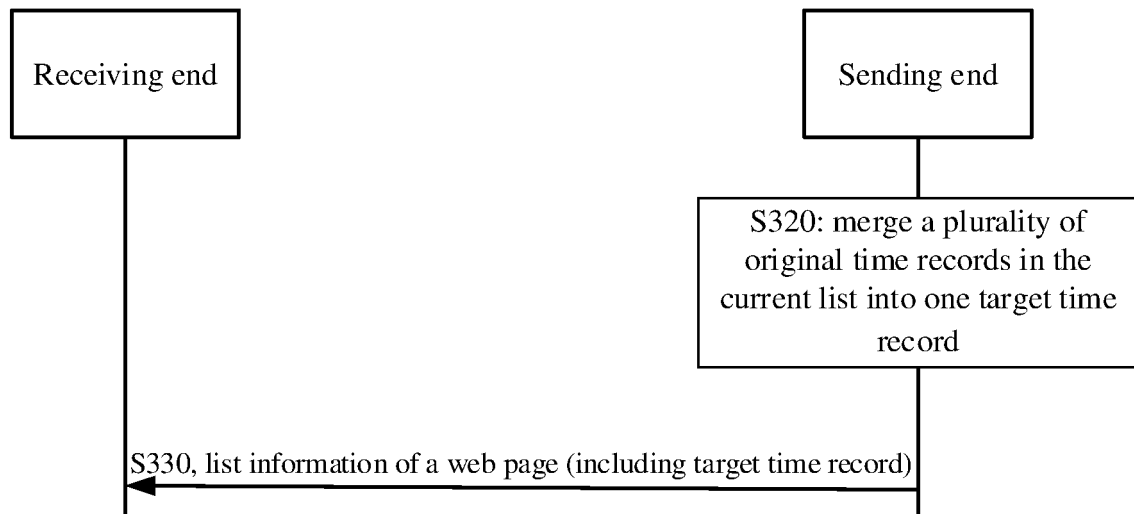 Receiving end
Sending end
S320: merge a plurality of
original time records in the
current list into one target time
record
S330, list information of a web page (including target time record)